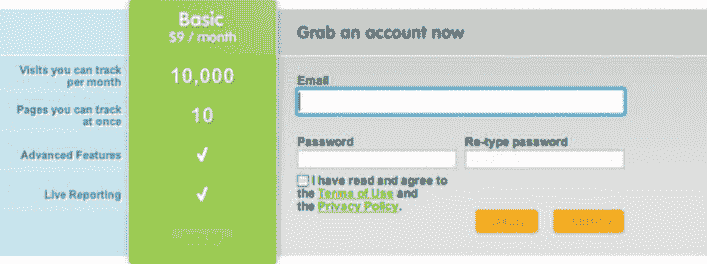 Basic
$9 / month
Visits you can track
per month
10,000
Pages you can track
at once
10
Advanced Features
✓
Live Reporting
✓
Grab an account now
Email
Password
Re-type password
I have read and agree to
the Terms of Use and
the Privacy Policy.